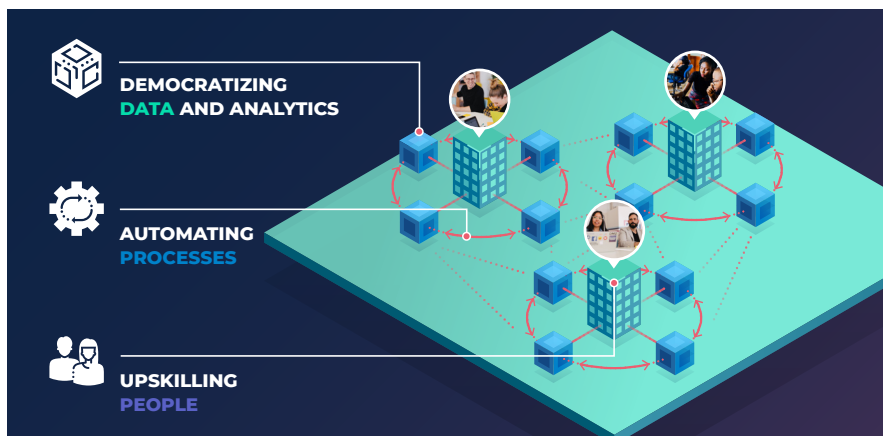 DEMOCRATIZING
DATA AND ANALYTICS
AUTOMATING
PROCESSES
UPSKILLING
PEOPLE